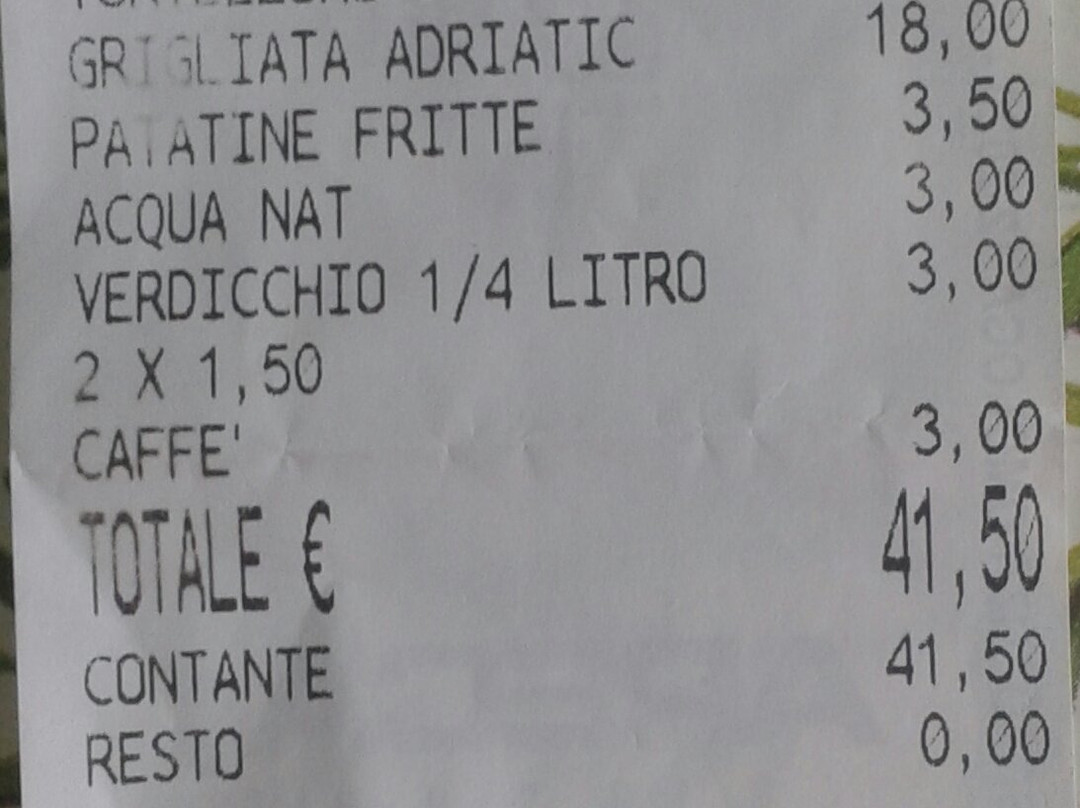 GRIGLIATA ADRIATIC 18,00
PATATINE FRITTE 3,50
ACQUA NAT 3,00
VERDICCHIO 1/4 LITRO 3,00
2 X 1,50
CAFFE' 3,00
TOTALE € 41,50
CONTANTE 41,50
RESTO 0,00